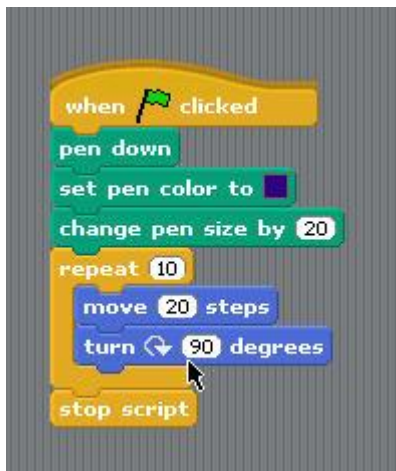 when clicked
pen down
set pen color to
change pen size by 20
repeat 10
move 20 steps
turn 90 degrees
stop script